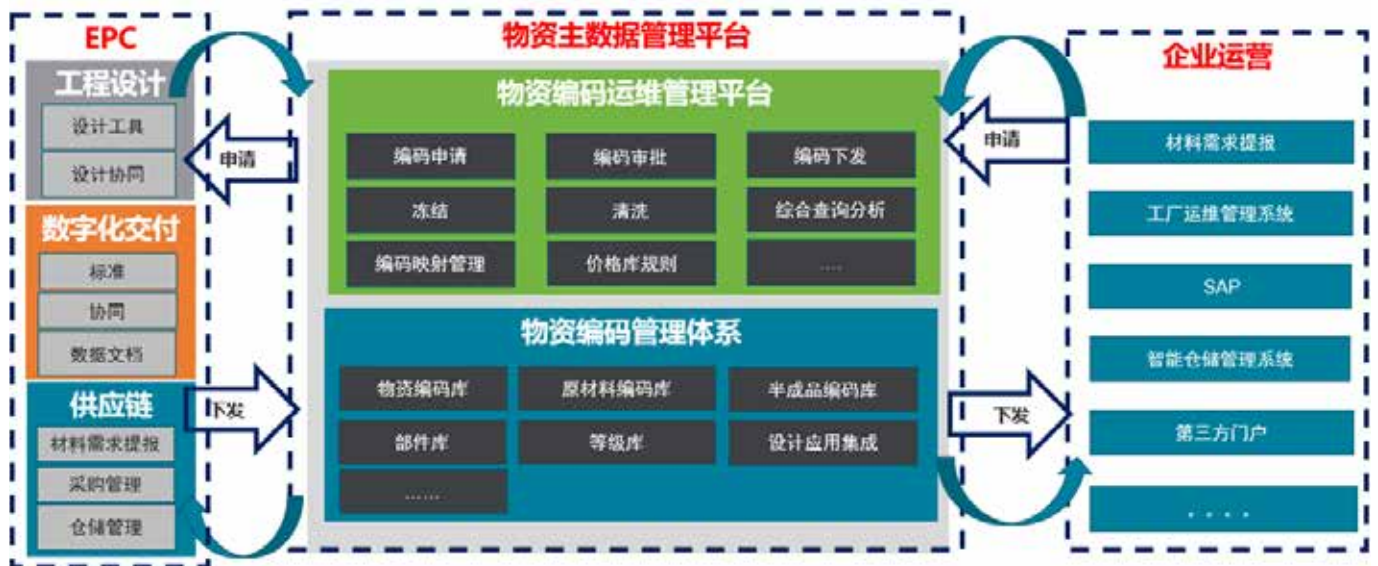 EPC
工程设计
设计工具
设计协同
数字化交付
标准
协同
数据文档
供应链
材料需求提报
采购管理
仓储管理
申请
下发
物资主数据管理平台
物资编码运维管理平台
编码申请 编码审批 编码下发
冻结 清洗 综合查询分析
编码映射管理 价格库规则 ....
物资编码管理体系
物资编码库 原材料编码库 半成品编码库
部件库 等级库 设计应用集成
......
申请
下发
企业运营
材料需求提报
工厂运维管理系统
SAP
智能仓储管理系统
第三方门户
....